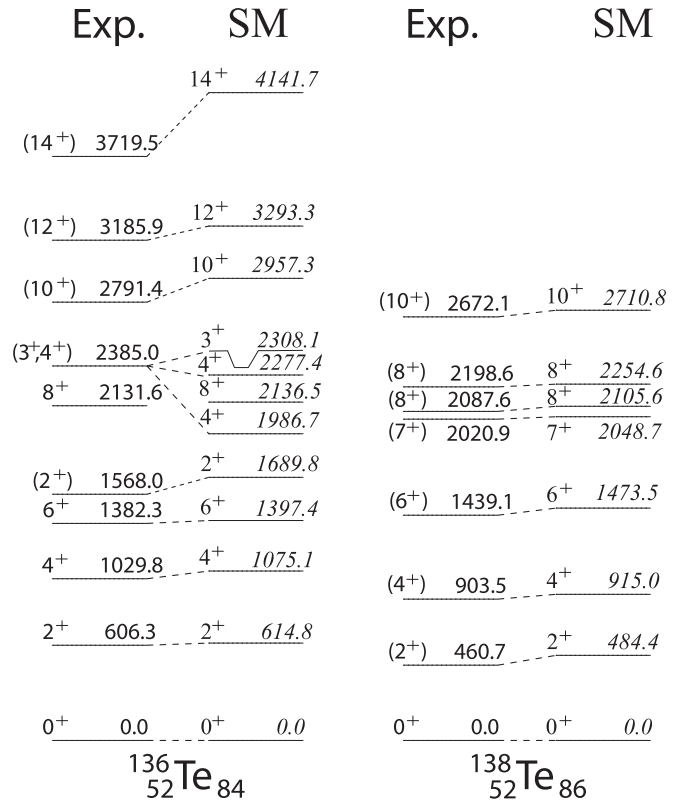 Exp. SM Exp. SM
14⁺ 4141.7
(14⁺) 3719.5
12⁺ 3293.3
(12⁺) 3185.9
10⁺ 2957.3
(10⁺) 2791.4
(10⁺) 2672.1 10⁺ 2710.8
3⁺ 2308.1
(3⁺,4⁺) 2385.0
4⁺ 2277.4
(8⁺) 2198.6 8⁺ 2254.6
8⁺ 2131.6 8⁺ 2136.5
(8⁺) 2087.6 8⁺ 2105.6
4⁺ 1986.7
(7⁺) 2020.9 7⁺ 2048.7
2⁺ 1689.8
(2⁺) 1568.0
6⁺ 1382.3 6⁺ 1397.4
(6⁺) 1439.1 6⁺ 1473.5
4⁺ 1029.8 4⁺ 1075.1
(4⁺) 903.5 4⁺ 915.0
2⁺ 606.3 2⁺ 614.8
(2⁺) 460.7 2⁺ 484.4
0⁺ 0.0 0⁺ 0.0 0⁺ 0.0 0⁺ 0.0
¹³⁶₅₂Te₈₄ ¹³⁸₅₂Te₈₆